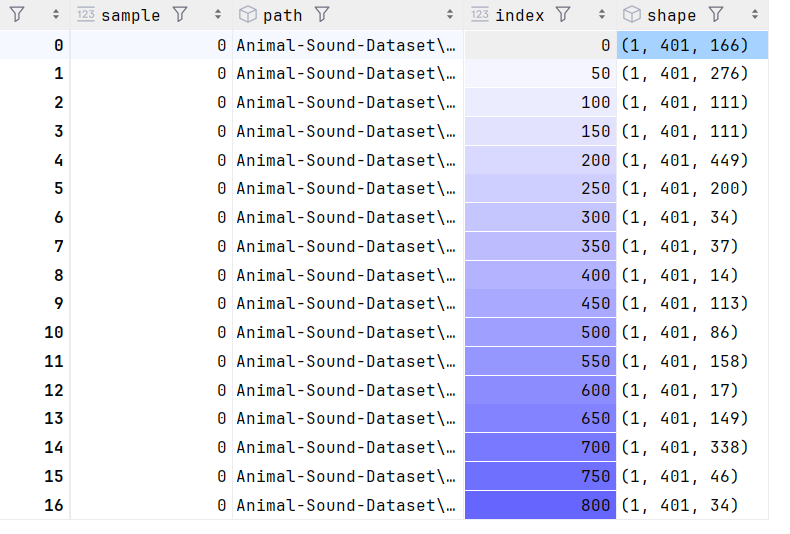 123 sample path 123 index shape
0 0 Animal-Sound-Dataset\… 0 (1, 401, 166)
1 0 Animal-Sound-Dataset\… 50 (1, 401, 276)
2 0 Animal-Sound-Dataset\… 100 (1, 401, 111)
3 0 Animal-Sound-Dataset\… 150 (1, 401, 111)
4 0 Animal-Sound-Dataset\… 200 (1, 401, 449)
5 0 Animal-Sound-Dataset\… 250 (1, 401, 200)
6 0 Animal-Sound-Dataset\… 300 (1, 401, 34)
7 0 Animal-Sound-Dataset\… 350 (1, 401, 37)
8 0 Animal-Sound-Dataset\… 400 (1, 401, 14)
9 0 Animal-Sound-Dataset\… 450 (1, 401, 113)
10 0 Animal-Sound-Dataset\… 500 (1, 401, 86)
11 0 Animal-Sound-Dataset\… 550 (1, 401, 158)
12 0 Animal-Sound-Dataset\… 600 (1, 401, 17)
13 0 Animal-Sound-Dataset\… 650 (1, 401, 149)
14 0 Animal-Sound-Dataset\… 700 (1, 401, 338)
15 0 Animal-Sound-Dataset\… 750 (1, 401, 46)
16 0 Animal-Sound-Dataset\… 800 (1, 401, 34)